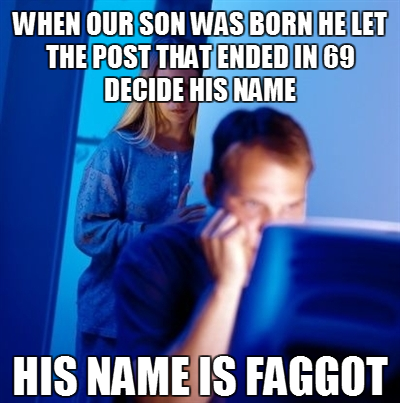 WHEN OUR SON WAS BORN HE LET
THE POST THAT ENDED IN 69
DECIDE HIS NAME
HIS NAME IS FAGGOT